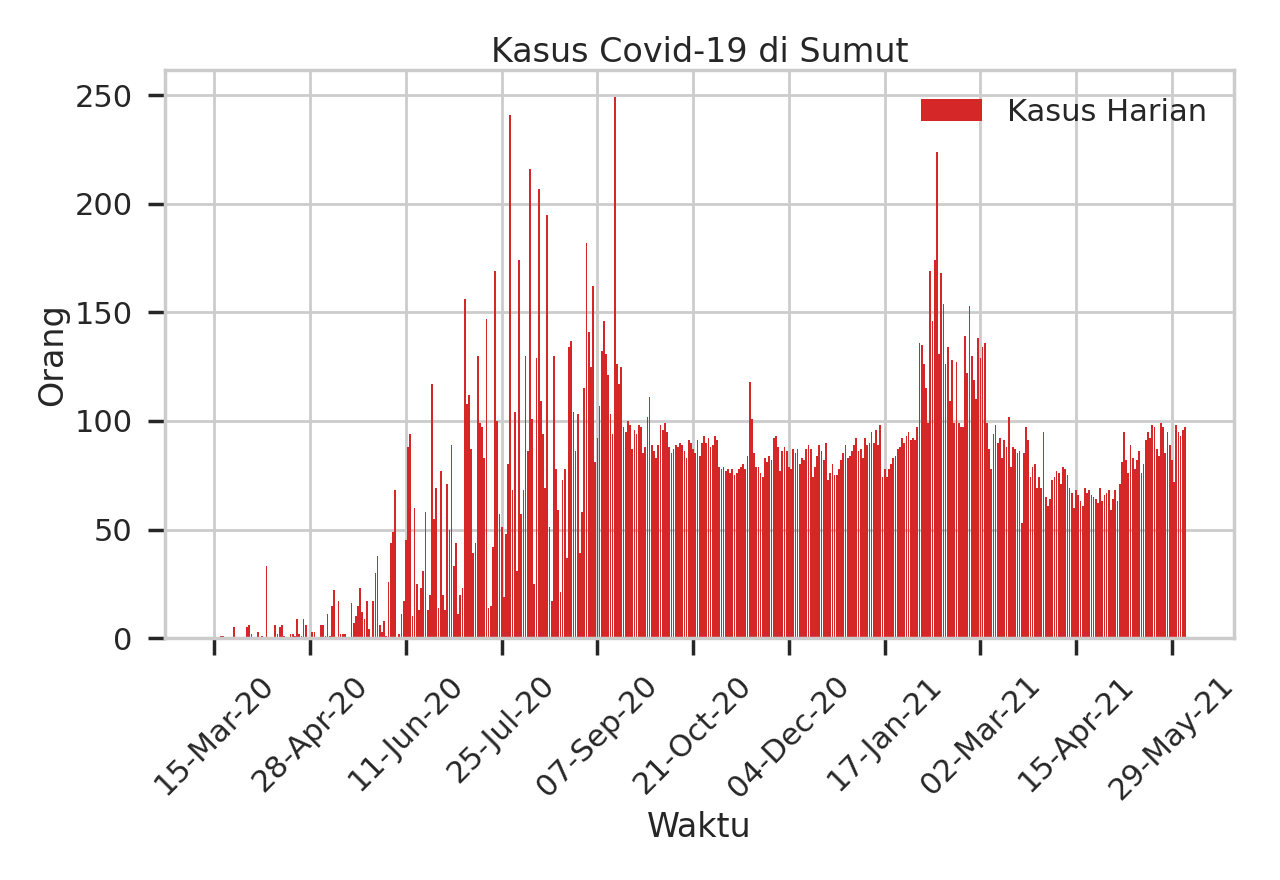 Kasus Covid-19 di Sumut
Kasus Harian
Orang
250
200
150
100
50
0
15-Mar-20
28-Apr-20
11-Jun-20
25-Jul-20
07-Sep-20
21-Oct-20
04-Dec-20
17-Jan-21
02-Mar-21
15-Apr-21
29-May-21
Waktu